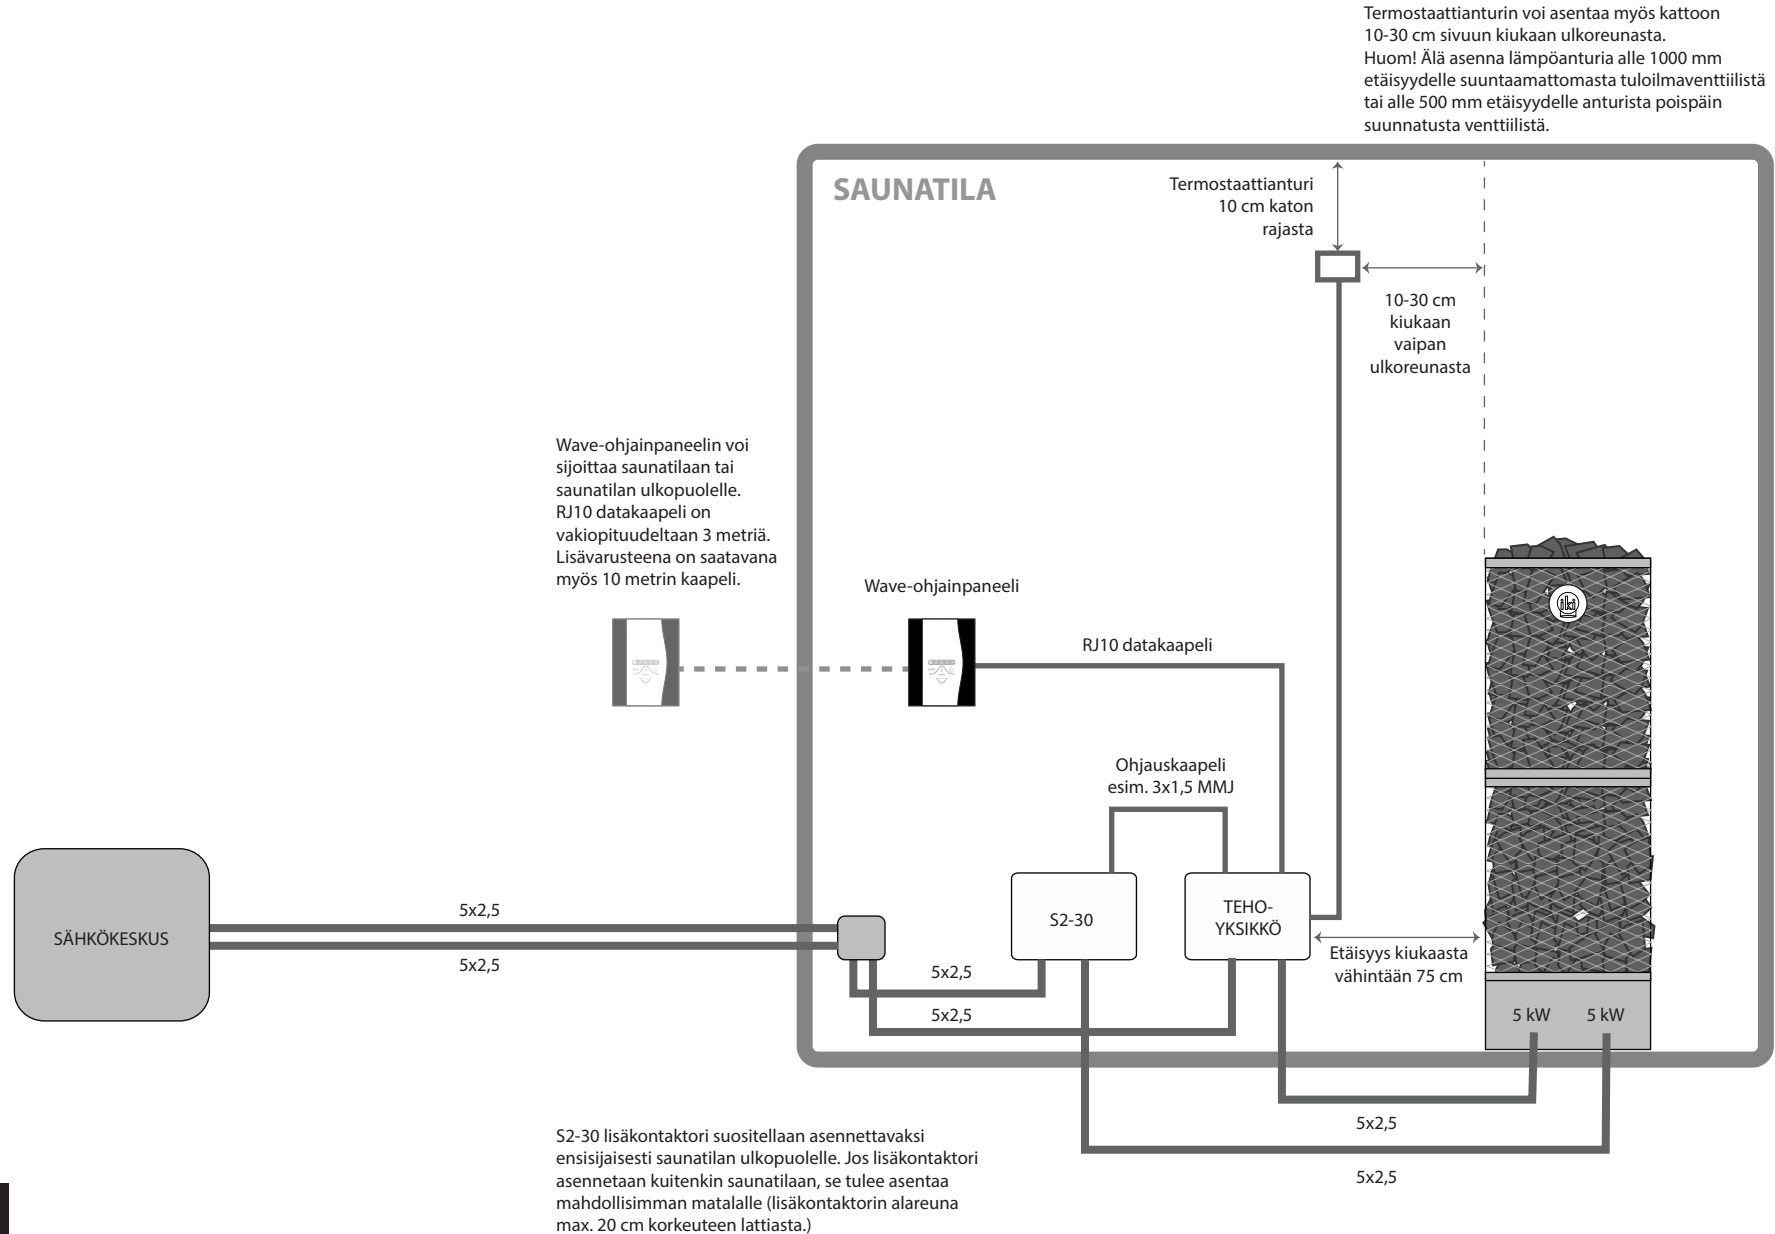 Termostaattianturin voi asentaa myös kattoon
10-30 cm sivuun kiukaan ulkoreunasta.
Huom! Älä asenna lämpöanturia alle 1000 mm
etäisyydelle suuntaamattomasta tuloilmaventtiilistä
tai alle 500 mm etäisyydelle anturista poispäin
suunnatusta venttiilistä.
SAUNATILA
Termostaattianturi
10 cm katon
rajasta
10-30 cm
kiukaan
vaipan
ulkoreunasta
Wave-ohjainpaneelin voi
sijoittaa saunatilaan tai
saunatilan ulkopuolelle.
RJ10 datakaapeli on
vakiopituudeltaan 3 metriä.
Lisävarusteena on saatavana
myös 10 metrin kaapeli.
Wave-ohjainpaneeli
iki
RJ10 datakaapeli
Ohjauskaapeli
esim. 3x1,5 MMJ
SÄHKÖKESKUS
5x2,5
5x2,5
S2-30
TEHO-
YKSIKKÖ
Etäisyys kiukaasta
vähintään 75 cm
5x2,5
5x2,5
5 kW
5 kW
5x2,5
5x2,5
S2-30 lisäkontaktori suositellaan asennettavaksi
ensisijaisesti saunatilan ulkopuolelle. Jos lisäkontaktori
asennetaan kuitenkin saunatilaan, se tulee asentaa
mahdollisimman matalalle (lisäkontaktorin alareuna
max. 20 cm korkeuteen lattiasta.)